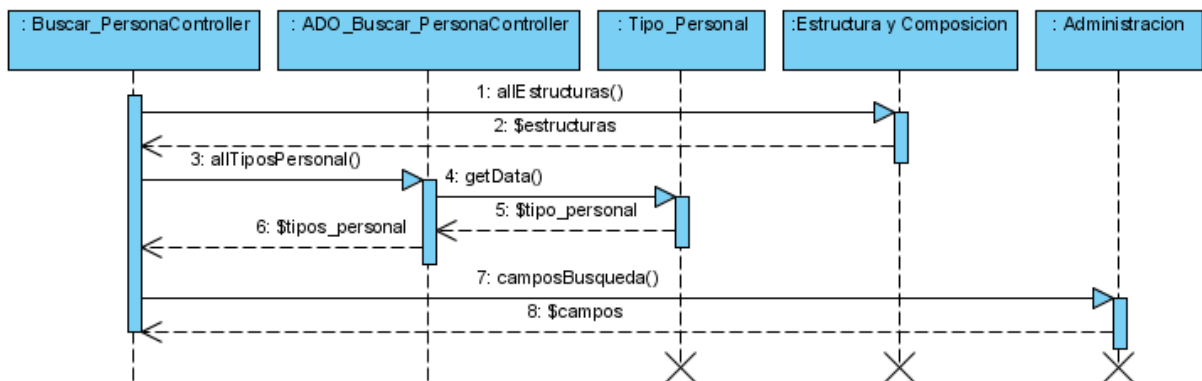 : Buscar_PersonaController
: ADO_Buscar_PersonaController
: Tipo_Personal
:Estructura y Composicion
: Administracion
1: allEstructuras()
2: $estructuras
3: allTiposPersonal()
4: getData()
5: $tipo_personal
6: $tipos_personal
7: camposBusqueda()
8: $campos